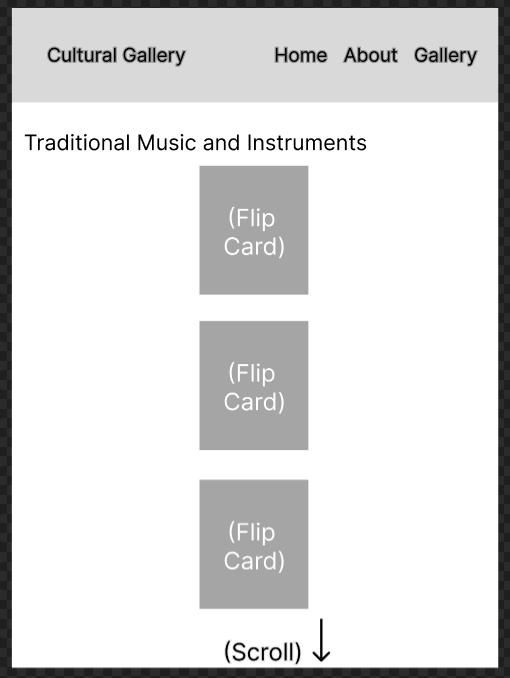 Cultural Gallery Home About Gallery
Traditional Music and Instruments
(Flip
Card)
(Flip
Card)
(Flip
Card)
(Scroll)